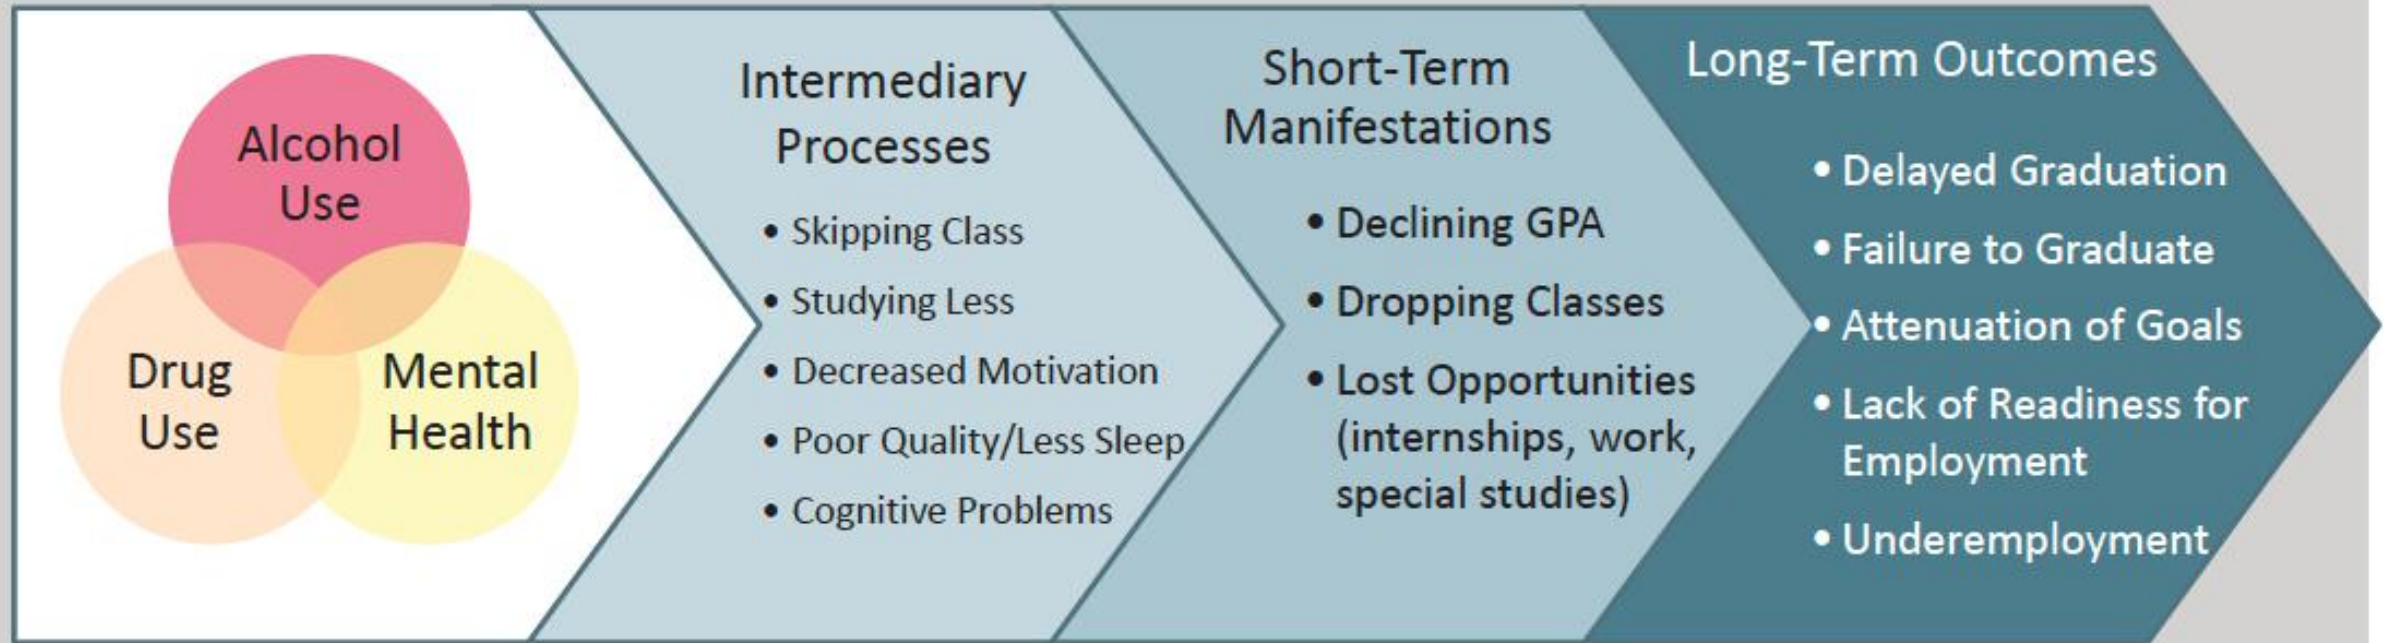 Alcohol
Use
Drug
Use
Mental
Health
Intermediary
Processes
• Skipping Class
• Studying Less
• Decreased Motivation
• Poor Quality/Less Sleep
• Cognitive Problems
Short-Term
Manifestations
• Declining GPA
• Dropping Classes
• Lost Opportunities
(internships, work,
special studies)
Long-Term Outcomes
• Delayed Graduation
• Failure to Graduate
• Attenuation of Goals
• Lack of Readiness for
Employment
• Underemployment